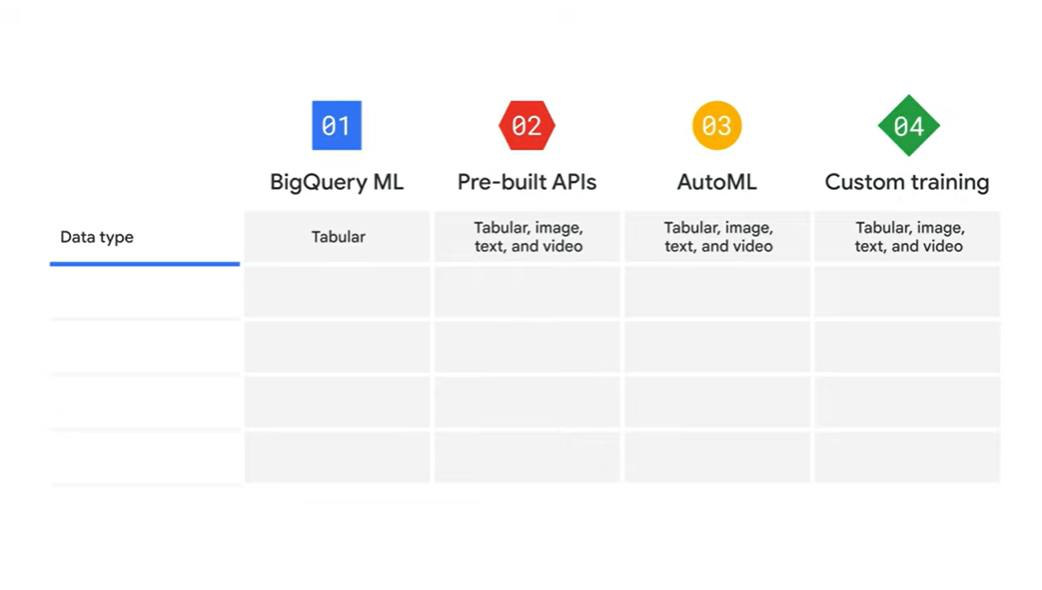 01
02
03
04
BigQuery ML
Pre-built APIs
AutoML
Custom training
Data type
Tabular
Tabular, image,
text, and video
Tabular, image,
text, and video
Tabular, image,
text, and video